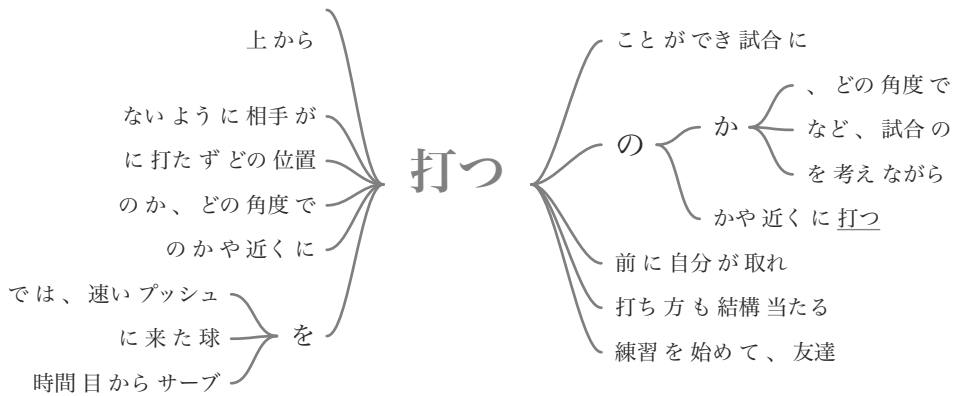 上 から
ない よう に 相手 が
に 打た ず どの 位置
の か 、 どの 角度 で
の か や 近く に
で は 、 速い プッシュ
に 来 た 球
時間 目 から サーブ
を
打つ
こと が でき 試合 に
の
か
、 どの 角度 で
など 、 試合 の
を 考え ながら
かや 近く に 打つ
前 に 自分 が 取れ
打ち 方 も 結構 当たる
練習 を 始め て 、 友達